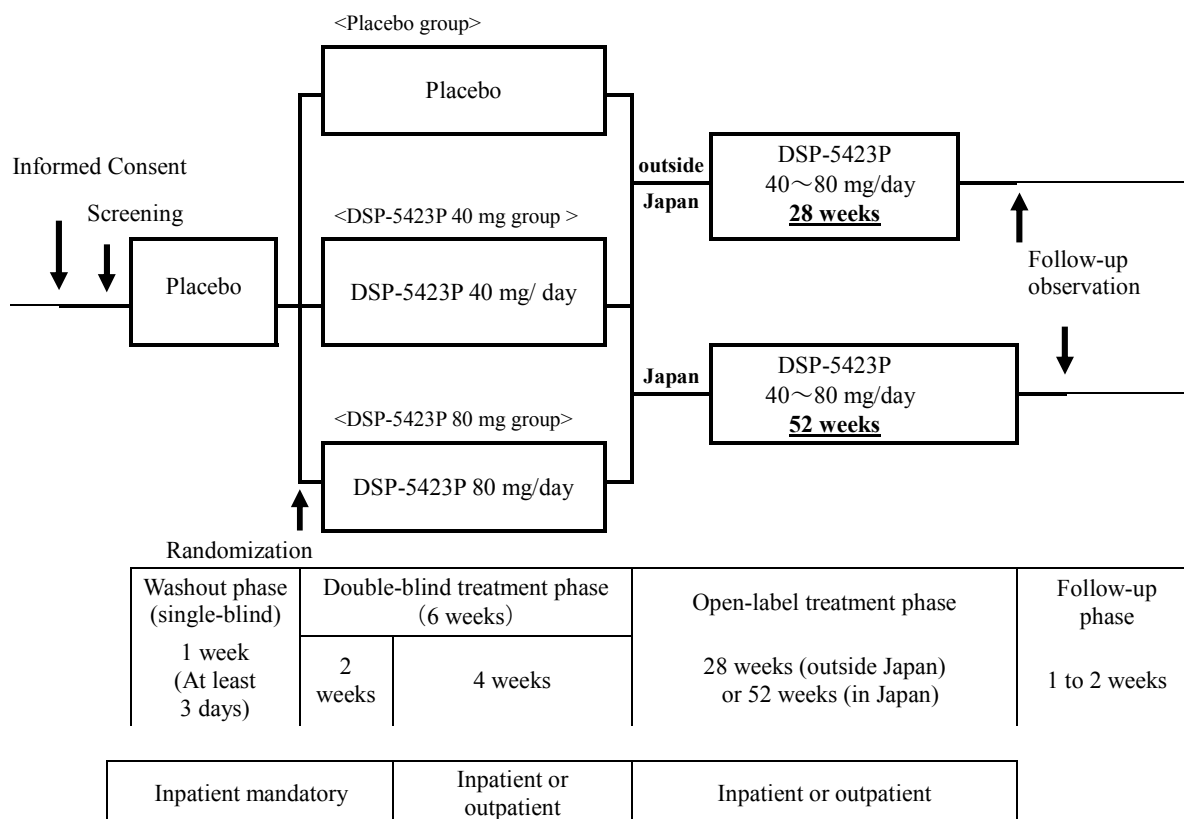 <Placebo group>
Placebo
Informed Consent
Screening
Placebo
<DSP-5423P 40 mg group >
DSP-5423P 40 mg/ day
<DSP-5423P 80 mg group>
DSP-5423P 80 mg/day
Randomization
outside
Japan
DSP-5423P
40～80 mg/day
28 weeks
Japan
DSP-5423P
40～80 mg/day
52 weeks
Follow-up
observation
Washout phase
(single-blind)
1 week
(At least
3 days)
Double-blind treatment phase
(6 weeks)
2
weeks
4 weeks
Open-label treatment phase
28 weeks (outside Japan)
or 52 weeks (in Japan)
Follow-up
phase
1 to 2 weeks
Inpatient mandatory
Inpatient or
outpatient
Inpatient or outpatient